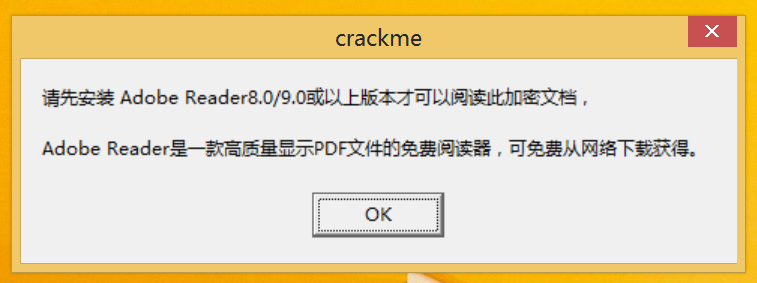 crackme
请先安装 Adobe Reader8.0/9.0或以上版本才可以阅读此加密文档，
Adobe Reader是一款高质量显示PDF文件的免费阅读器，可免费从网络下载获得。
OK